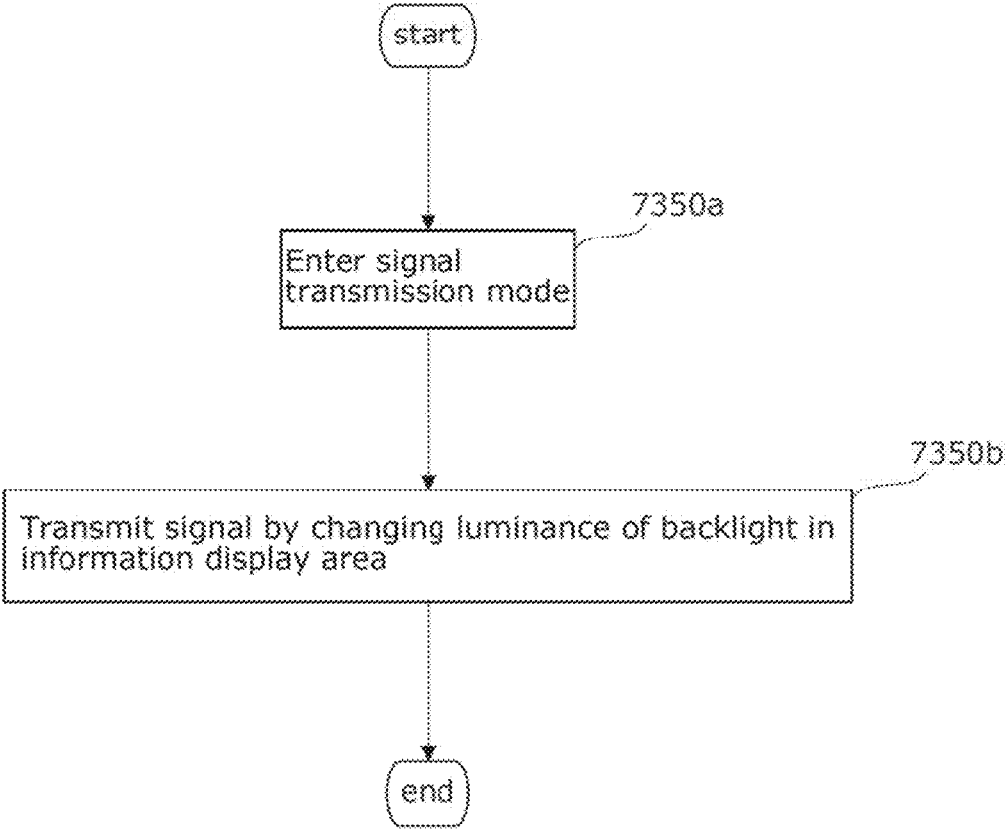 start
7350a
Enter signal
transmission mode
7350b
Transmit signal by changing luminance of backlight in
information display area
end